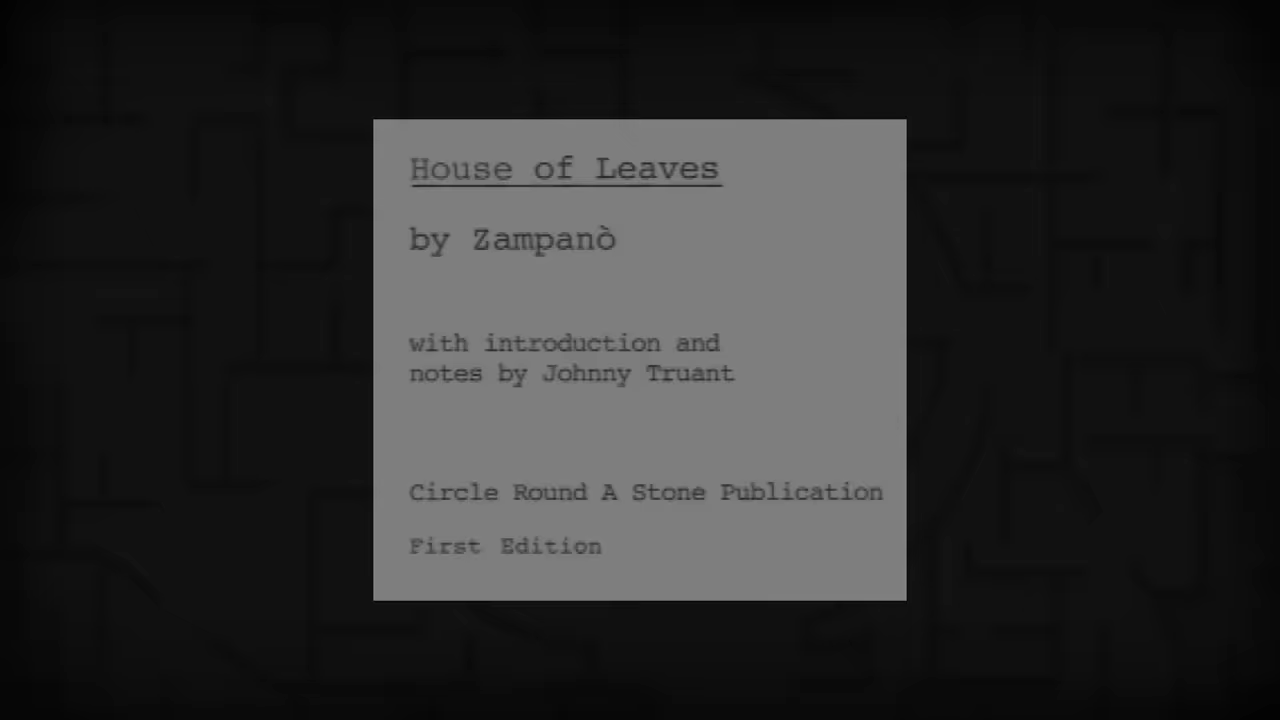 House of Leaves
by Zampanò
with introduction and
notes by Johnny Truant
Circle Round A Stone Publication
First Edition